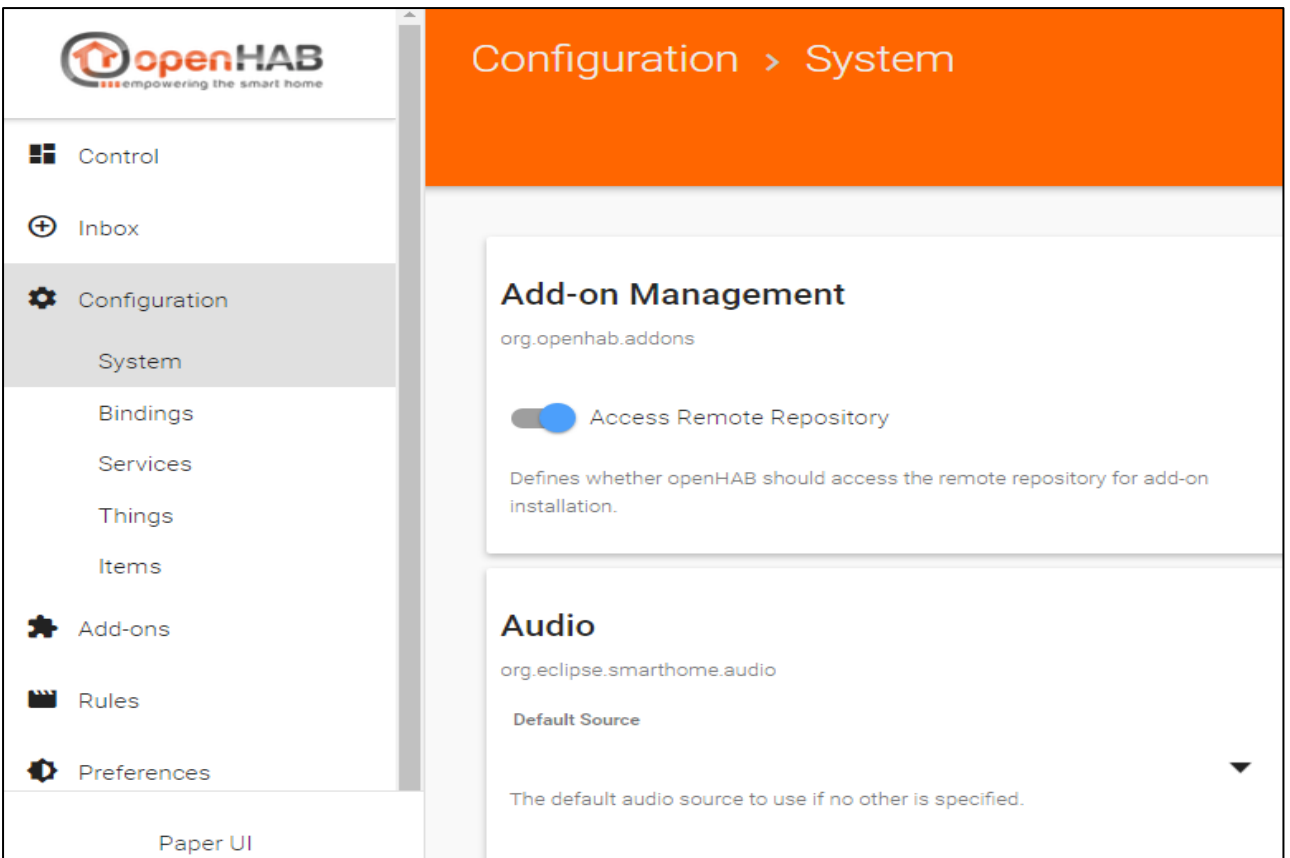 openHAB
empowering the smart home
Control
Inbox
Configuration
System
Bindings
Services
Things
Items
Add-ons
Rules
Preferences
Paper UI
Configuration > System
Add-on Management
org.openhab.addons
Access Remote Repository
Defines whether openHAB should access the remote repository for add-on
installation.
Audio
org.eclipse.smarthome.audio
Default Source
The default audio source to use if no other is specified.